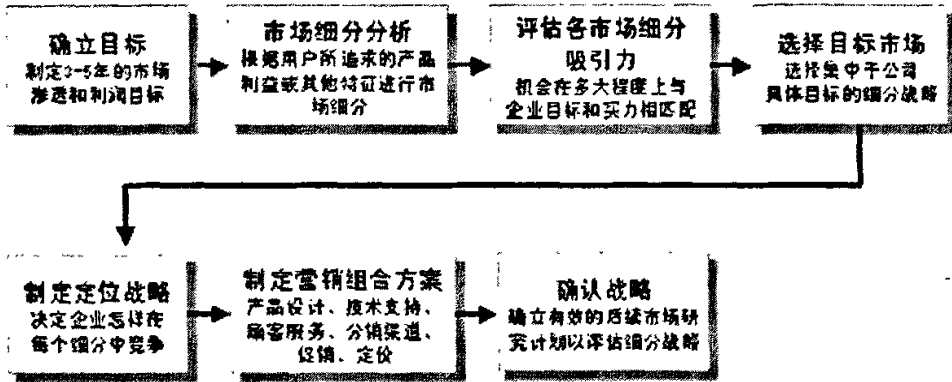 确立目标
制定3-5年的市场
渗透和利润目标
市场细分分析
根据用户所追求的产品
利益或其他特征进行市
场细分
评估各市场细分
吸引力
机会在多大程度上与
企业目标和实力相匹配
选择目标市场
选择集中于公司
具体目标的细分战略
制定定位战略
决定企业怎样在
每个细分中竞争
制定营销组合方案
产品设计、技术支持、
顾客服务、分销渠道、
促销、定价
确认战略
确立有效的后续市场研
究计划以评估细分战略